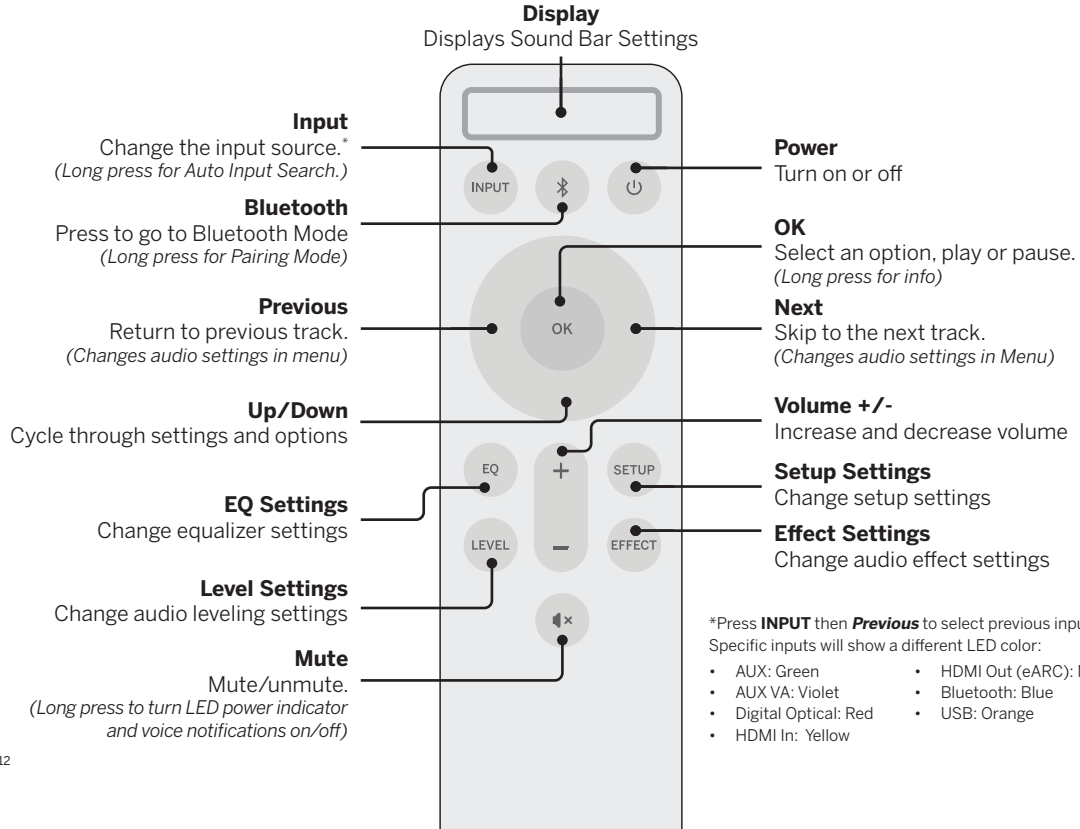 Display
Displays Sound Bar Settings
Input
Change the input source.*
(Long press for Auto Input Search.)
Bluetooth
Press to go to Bluetooth Mode
(Long press for Pairing Mode)
Previous
Return to previous track.
(Changes audio settings in menu)
Up/Down
Cycle through settings and options
EQ Settings
Change equalizer settings
Level Settings
Change audio leveling settings
Mute
Mute/unmute.
(Long press to turn LED power indicator
and voice notifications on/off)
12
INPUT
OK
EQ
+
SETUP
LEVEL
–
EFFECT
Power
Turn on or off
OK
Select an option, play or pause.
(Long press for info)
Next
Skip to the next track.
(Changes audio settings in Menu)
Volume +/-
Increase and decrease volume
Setup Settings
Change setup settings
Effect Settings
Change audio effect settings
*Press INPUT then Previous to select previous
Specific inputs will show a different LED color:
• AUX: Green
• AUX VA: Violet
• Digital Optical: Red
• HDMI In: Yellow
• HDMI Out (eARC):
• Bluetooth: Blue
• USB: Orange